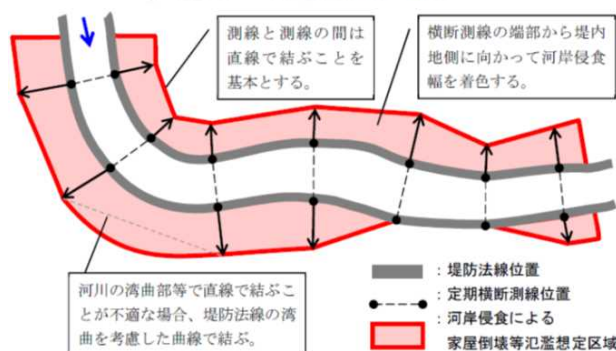 測線と測線の間は
直線で結ぶことを
基本とする。
横断測線の端部から堤内
地側に向かって河岸侵食
幅を着色する。
河川の湾曲部等で直線で結ぶこ
とが不適な場合、堤防法線の湾
曲を考慮した曲線で結ぶ。
：堤防法線位置
：定期横断測線位置
：河岸侵食による
家屋倒壊等氾濫想定区域